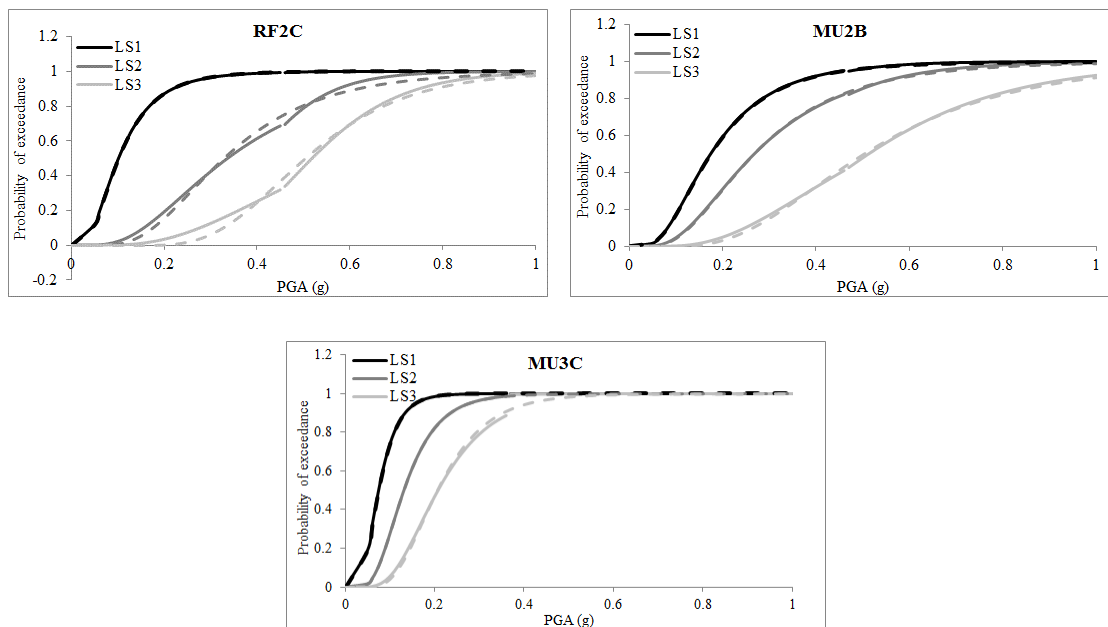 RF2C
LS1
LS2
LS3
Probability of exceedance
1.2
1
0.8
0.6
0.4
0.2
0
-0.2
0 0.2 0.4 0.6 0.8 1
PGA (g)
MU2B
LS1
LS2
LS3
Probability of exceedance
1.2
1
0.8
0.6
0.4
0.2
0
0 0.2 0.4 0.6 0.8 1
PGA (g)
MU3C
LS1
LS2
LS3
Probability of exceedance
1.2
1
0.8
0.6
0.4
0.2
0
0 0.2 0.4 0.6 0.8 1
PGA (g)